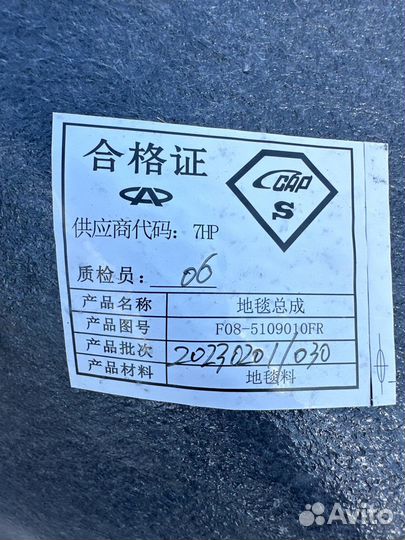 合格证
CCAP
S
供应商代码: 7HP
质检员: 06
产品名称 地毯总成
产品图号 F08-5109010FR
产品批次 20230201/030
产品材料 地毯料
Avito